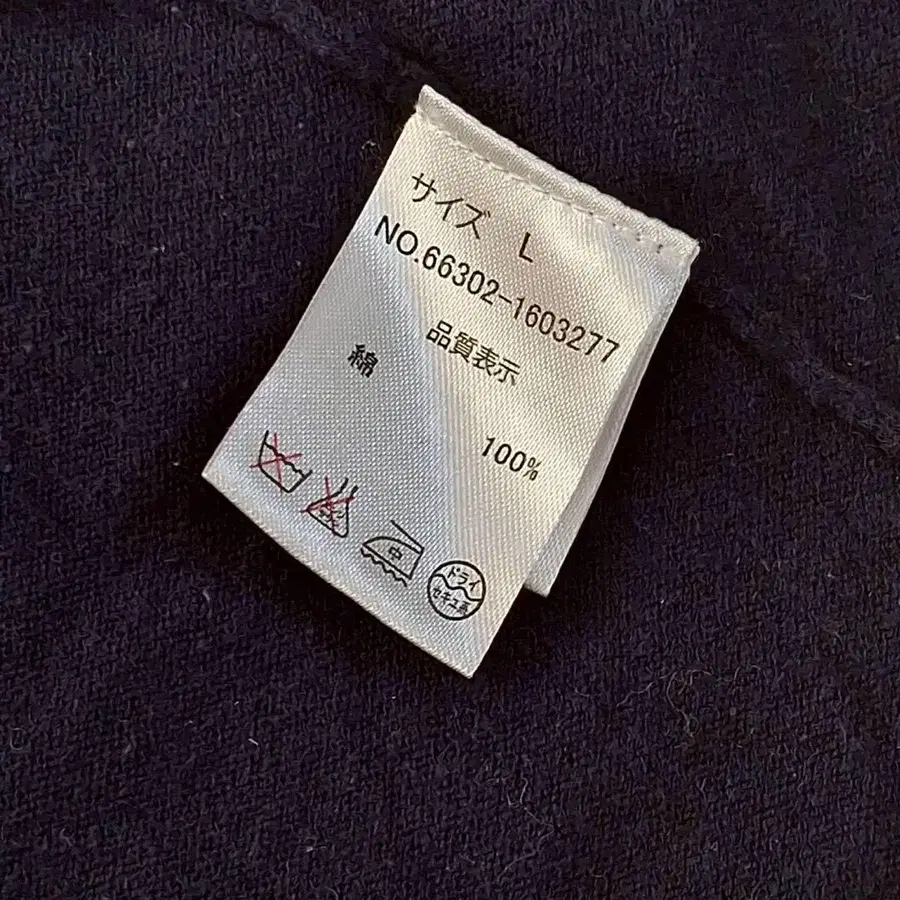 サイズ L
NO.66302-1603277
品質表示
綿 100%
中
ドライ
セキユ系